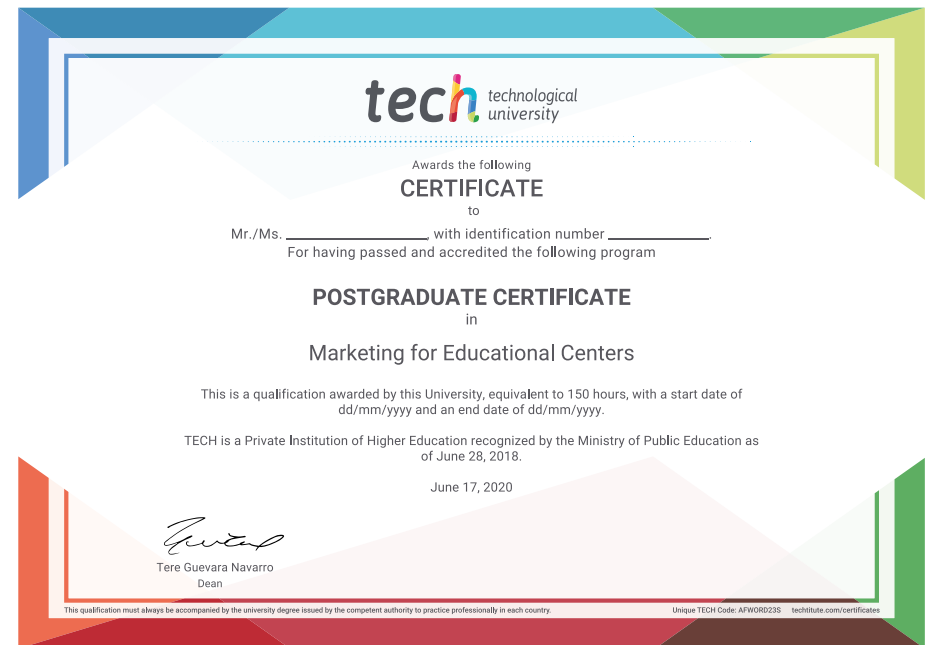 tech technological
university
Awards the following
CERTIFICATE
to
Mr./Ms. ____________________, with identification number ______________.
For having passed and accredited the following program
POSTGRADUATE CERTIFICATE
in
Marketing for Educational Centers
This is a qualification awarded by this University, equivalent to 150 hours, with a start date of
dd/mm/yyyy and an end date of dd/mm/yyyy.
TECH is a Private Institution of Higher Education recognized by the Ministry of Public Education as
of June 28, 2018.
June 17, 2020
Tere Guevara Navarro
Dean
This qualification must always be accompanied by the university degree issued by the competent authority to practice professionally in each country.
Unique TECH Code: AFWORD23S techtitute.com/certificates